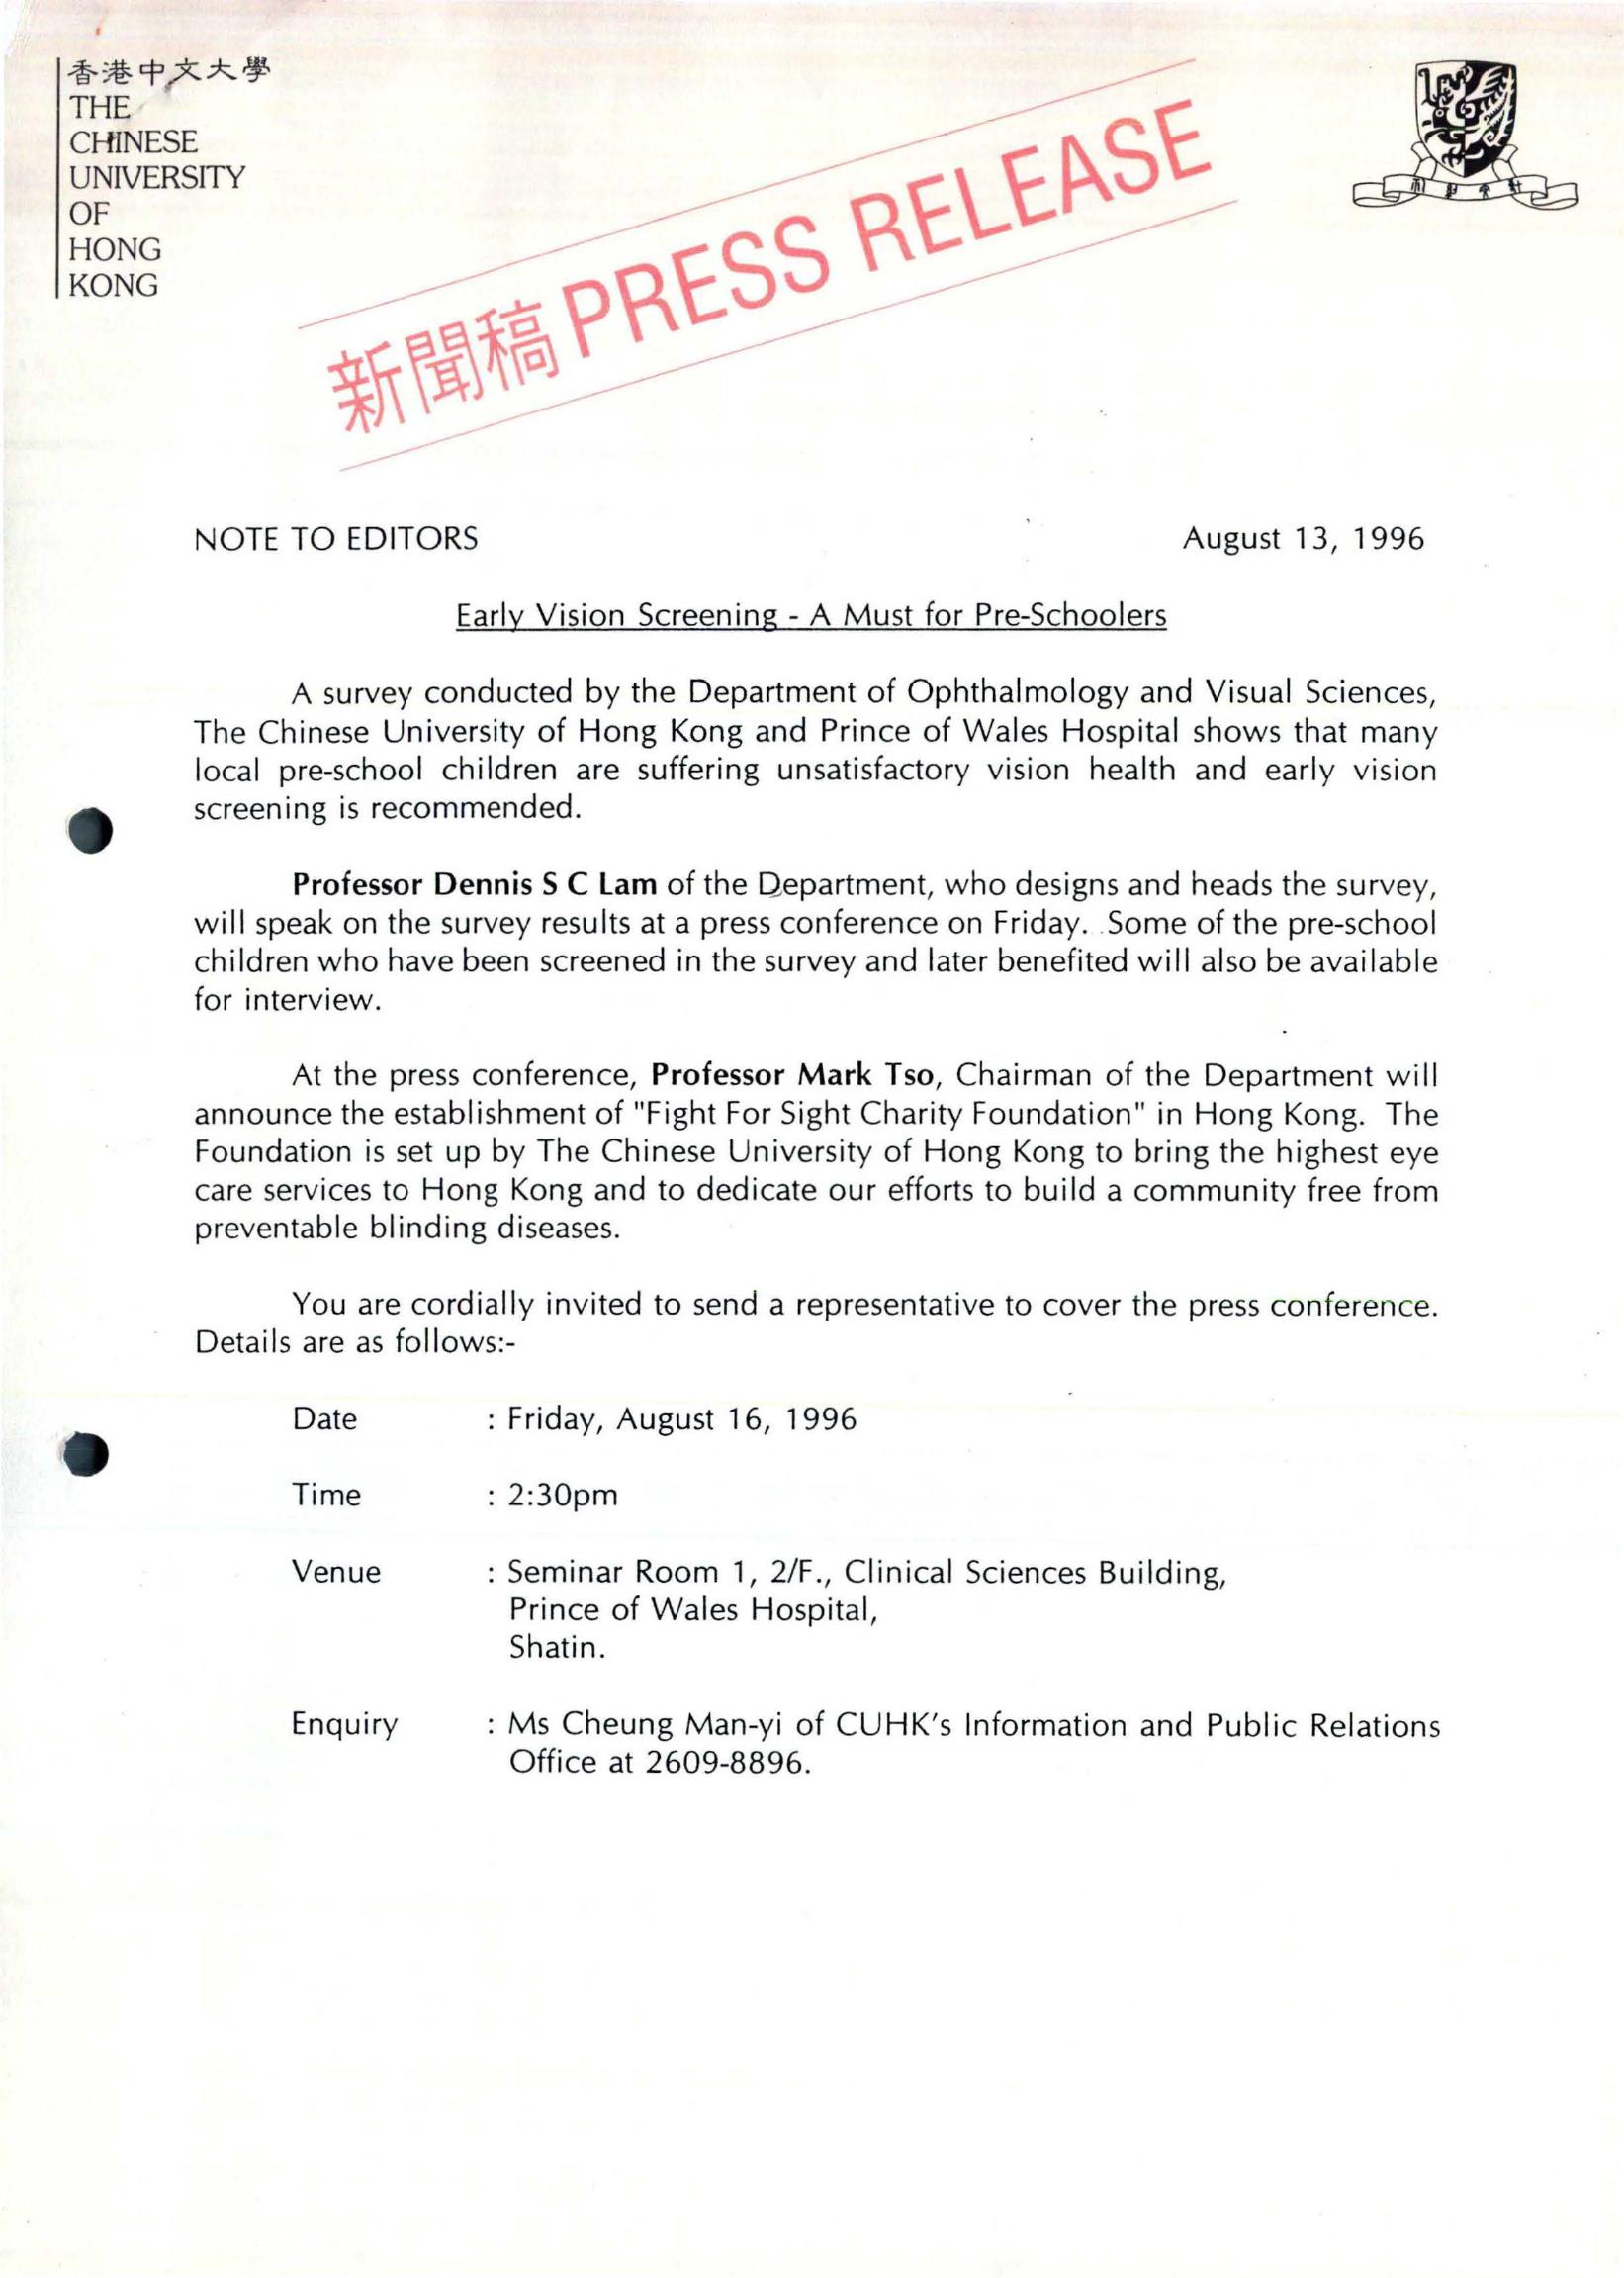 香港中文大學
THE
CHINESE
UNIVERSITY
OF
HONG
KONG
新聞稿 PRESS RELEASE
NOTE TO EDITORS August 13, 1996
Early Vision Screening - A Must for Pre-Schoolers
A survey conducted by the Department of Ophthalmology and Visual Sciences,
The Chinese University of Hong Kong and Prince of Wales Hospital shows that many
local pre-school children are suffering unsatisfactory vision health and early vision
screening is recommended.
Professor Dennis S C Lam of the Department, who designs and heads the survey,
will speak on the survey results at a press conference on Friday. Some of the pre-school
children who have been screened in the survey and later benefited will also be available
for interview.
At the press conference, Professor Mark Tso, Chairman of the Department will
announce the establishment of "Fight For Sight Charity Foundation" in Hong Kong. The
Foundation is set up by The Chinese University of Hong Kong to bring the highest eye
care services to Hong Kong and to dedicate our efforts to build a community free from
preventable blinding diseases.
You are cordially invited to send a representative to cover the press conference.
Details are as follows:-
Date : Friday, August 16, 1996
Time : 2:30pm
Venue : Seminar Room 1, 2/F., Clinical Sciences Building,
Prince of Wales Hospital,
Shatin.
Enquiry : Ms Cheung Man-yi of CUHK's Information and Public Relations
Office at 2609-8896.